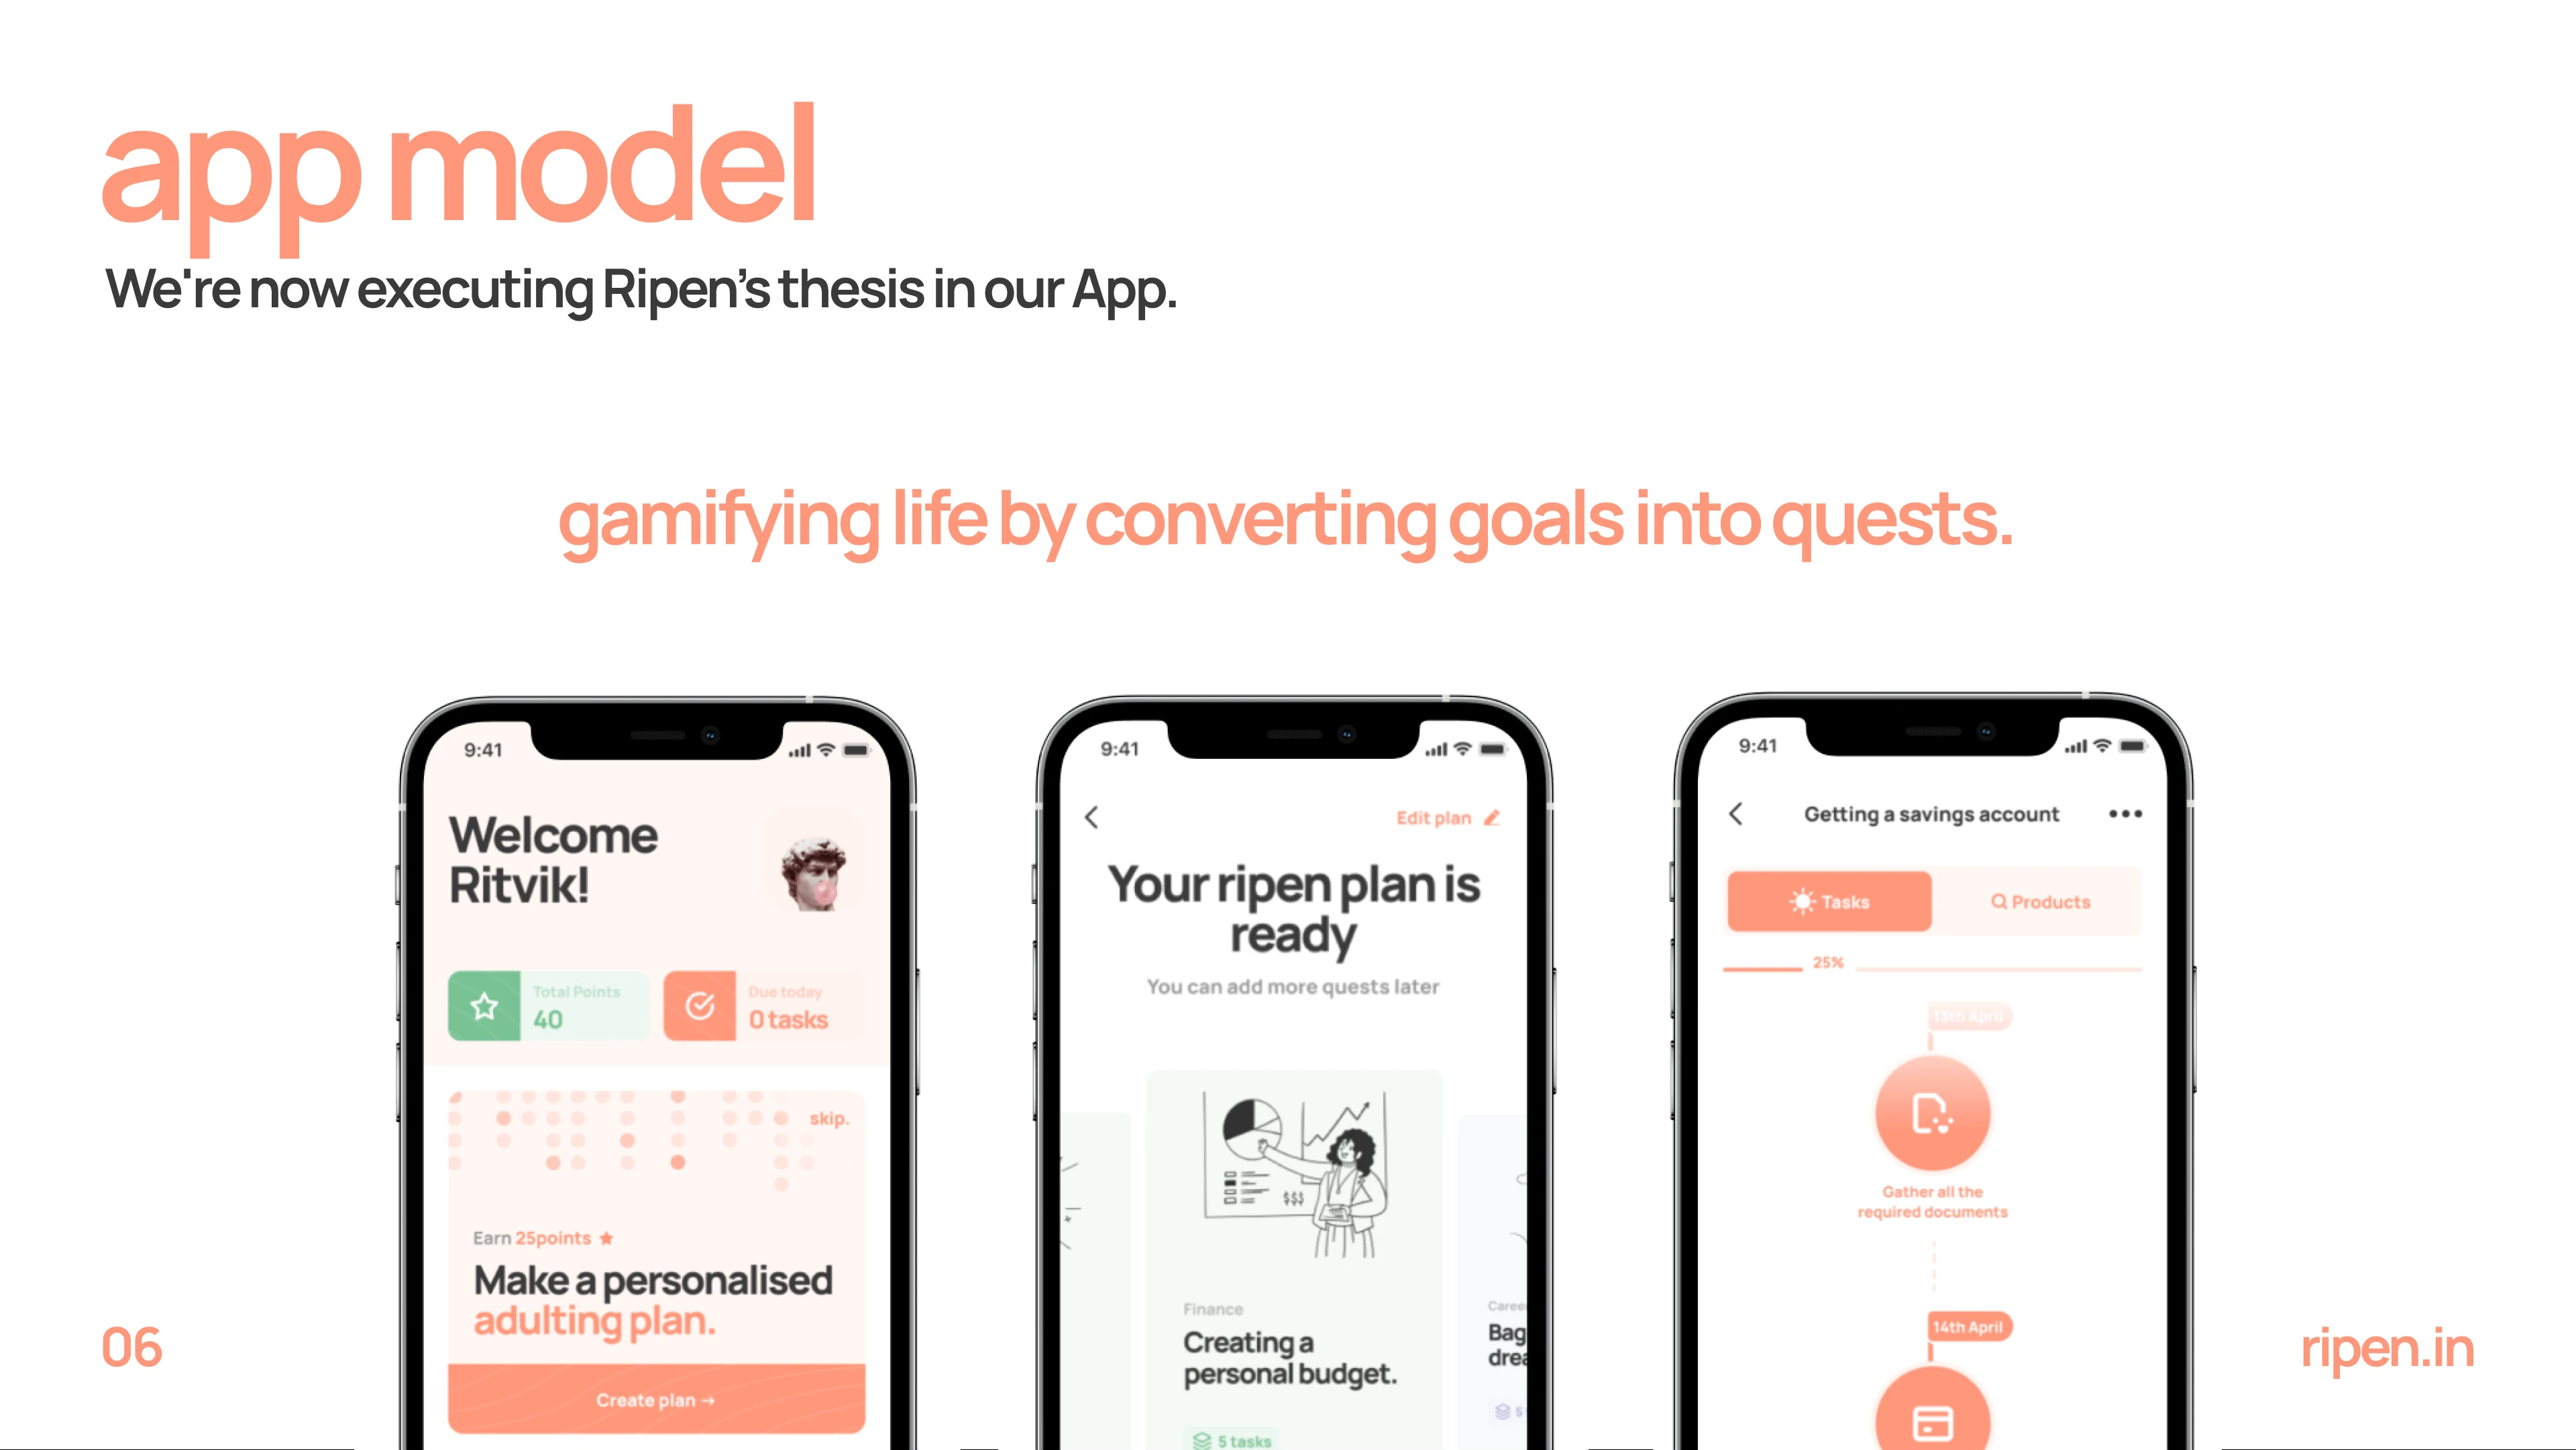 app model
We're now executing Ripen’s thesis in our App.
gamifying life by converting goals into quests.
9:41
Welcome
Ritvik!
Total Points
40
Due today
0 tasks
skip.
Earn 25points
Make a personalised
adulting plan.
Create plan →
9:41
Edit plan
Your ripen plan is
ready
You can add more quests later
$$$
Finance
Creating a
personal budget.
5 tasks
Career
Bag
5
9:41
Getting a savings account
Tasks
Products
25%
13th April
Gather all the
required documents
14th April
06
ripen.in